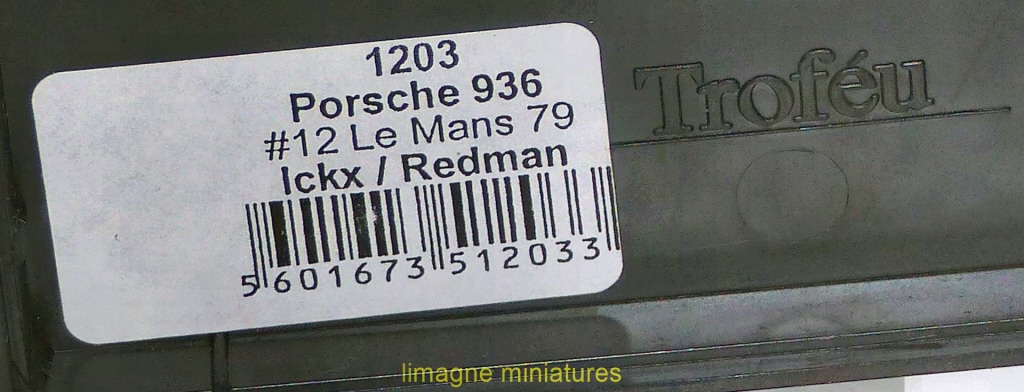 1203
Porsche 936
#12 Le Mans 79
Ickx / Redman
5 601673 512033
Troféu
limagne miniatures